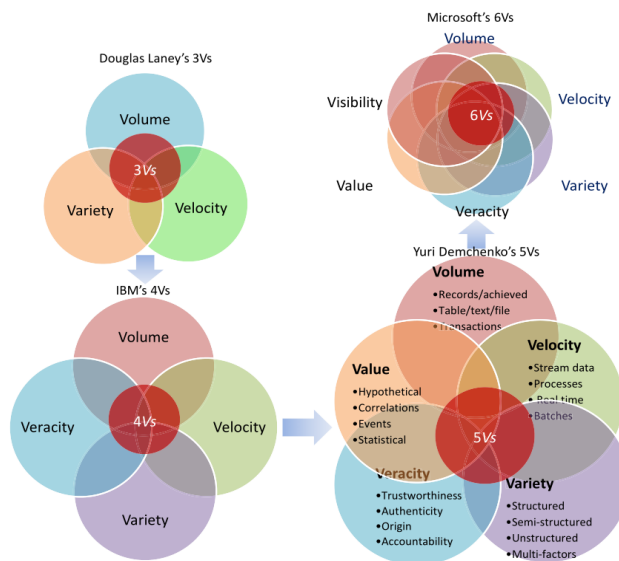 Douglas Laney's 3Vs
Volume
3Vs
Variety
Velocity
IBM's 4Vs
Volume
Veracity
4Vs
Velocity
Variety
Microsoft's 6Vs
Volume
Visibility
6Vs
Velocity
Value
Variety
Veracity
Yuri Demchenko's 5Vs
Volume
•Records/achieved
•Table/text/file
•Transactions
Velocity
•Stream data
•Processes
•Real time
•Batches
Value
•Hypothetical
•Correlations
•Events
•Statistical
5Vs
Veracity
•Trustworthiness
•Authenticity
•Origin
•Accountability
Variety
•Structured
•Semi-structured
•Unstructured
•Multi-factors